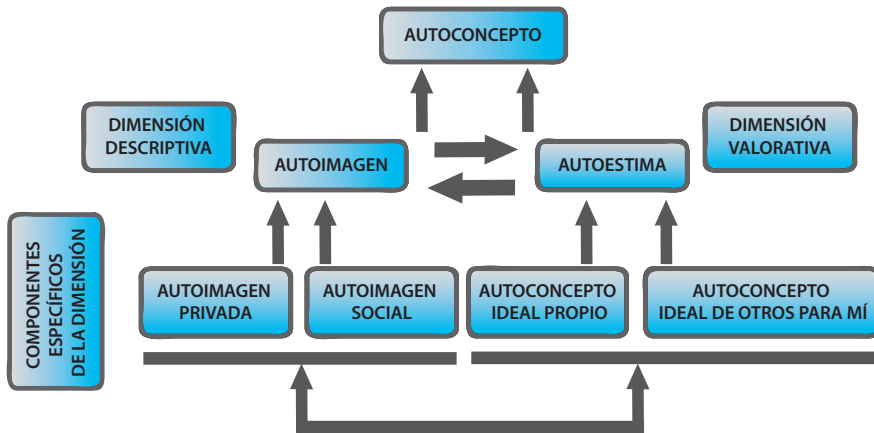 AUTOCONCEPTO
DIMENSIÓN
DESCRIPTIVA
AUTOIMAGEN
AUTOESTIMA
DIMENSIÓN
VALORATIVA
COMPONENTES
ESPECÍFICOS
DE LA DIMENSIÓN
AUTOIMAGEN
PRIVADA
AUTOIMAGEN
SOCIAL
AUTOCONCEPTO
IDEAL PROPIO
AUTOCONCEPTO
IDEAL DE OTROS PARA MÍ